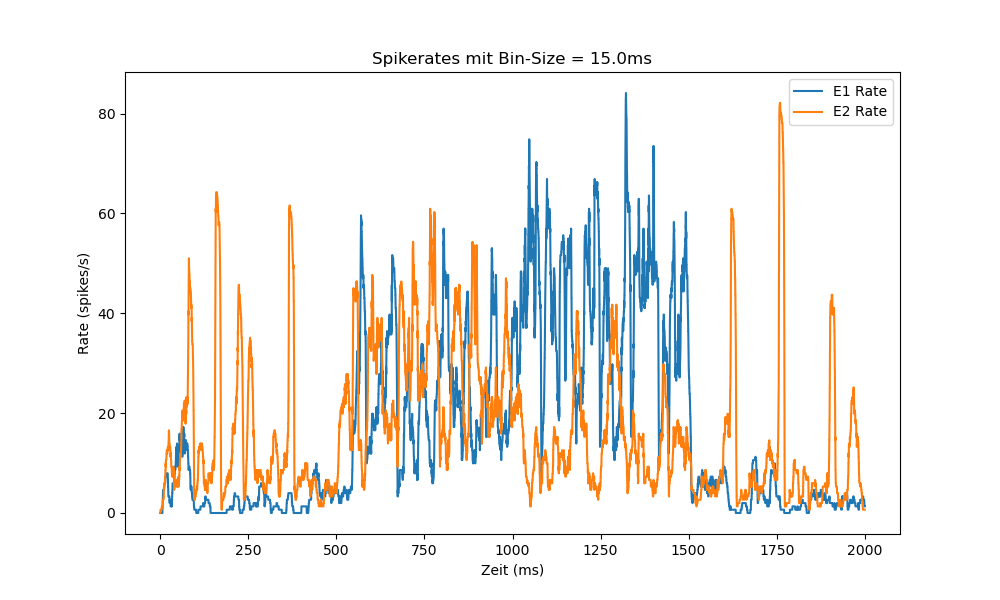 Spikerates mit Bin-Size = 15.0ms
E1 Rate
E2 Rate
80
60
40
20
0
Rate (spikes/s)
0 250 500 750 1000 1250 1500 1750 2000
Zeit (ms)